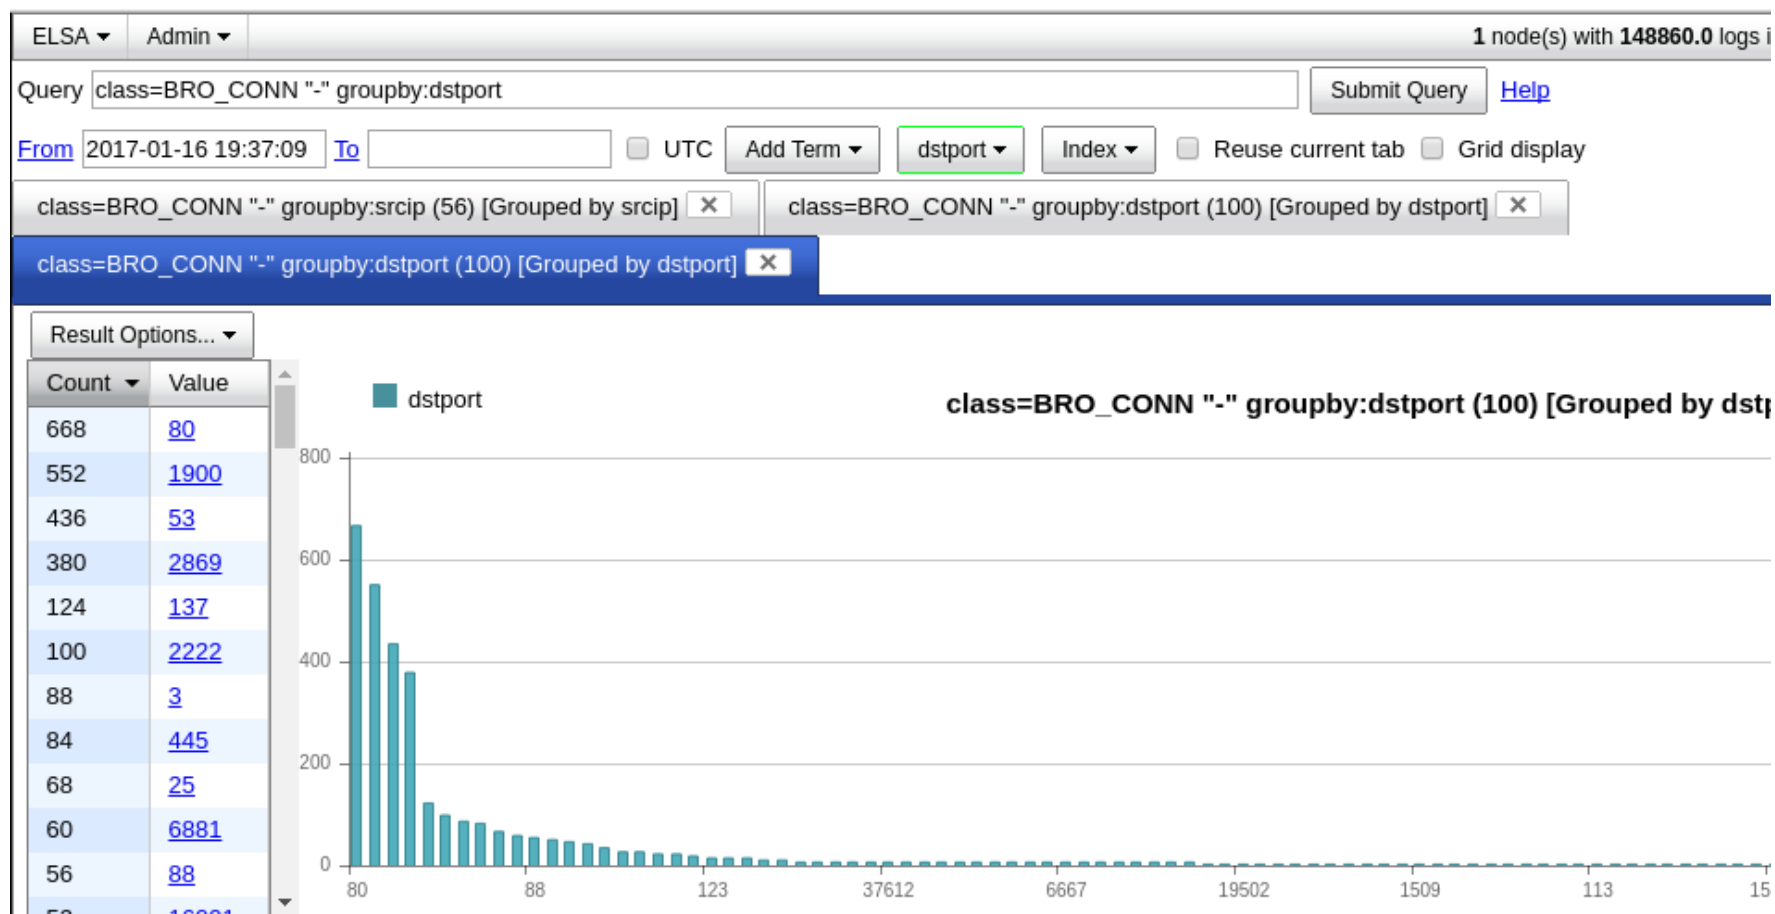 ELSA Admin 1 node(s) with 148860.0 logs i
Query class=BRO_CONN "-" groupby:dstport Submit Query Help
From 2017-01-16 19:37:09 To UTC Add Term dstport Index Reuse current tab Grid display
class=BRO_CONN "-" groupby:srcip (56) [Grouped by srcip] class=BRO_CONN "-" groupby:dstport (100) [Grouped by dstport]
class=BRO_CONN "-" groupby:dstport (100) [Grouped by dstport]
Result Options...
Count Value
668 80
552 1900
436 53
380 2869
124 137
100 2222
88 3
84 445
68 25
60 6881
56 88
dstport
class=BRO_CONN "-" groupby:dstport (100) [Grouped by dstp
800
600
400
200
0
80 88 123 37612 6667 19502 1509 113 15